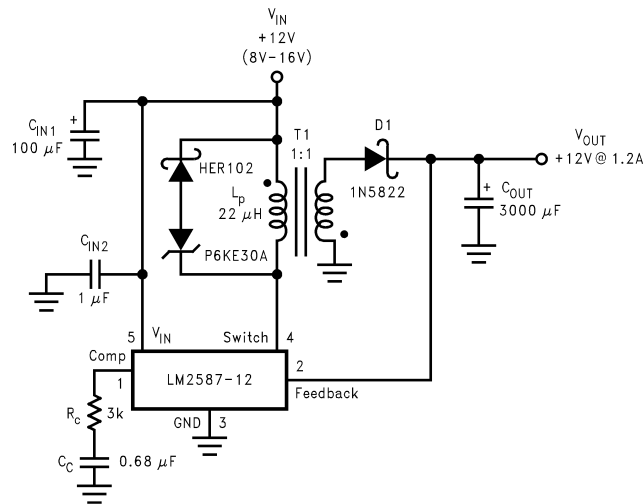 V_IN
+12V
(8V–16V)
C_IN1
+
100 μF
HER102
T1
1:1
D1
1N5822
V_OUT
+12V@ 1.2A
+
C_OUT
3000 μF
L_p
22 μH
P6KE30A
C_IN2
1 μF
5
V_IN
Switch
4
Comp
1
LM2587-12
2
Feedback
GND
3
R_c
3k
C_C
0.68 μF